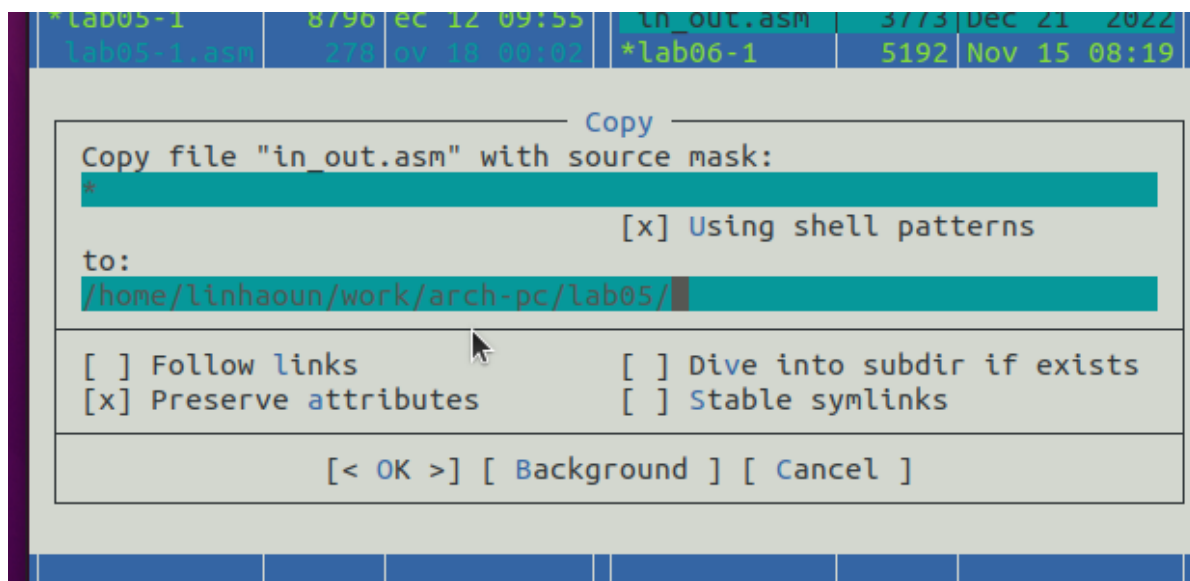 *lab05-1 8796 ec 12 09:55 in_out.asm 3773 Dec 21 2022
lab05-1.asm 278 ov 18 00:02 *lab06-1 5192 Nov 15 08:19
Copy
Copy file "in_out.asm" with source mask:
*
[x] Using shell patterns
to:
/home/linhaoun/work/arch-pc/lab05/
[ ] Follow links [ ] Dive into subdir if exists
[x] Preserve attributes [ ] Stable symlinks
[< OK >] [ Background ] [ Cancel ]